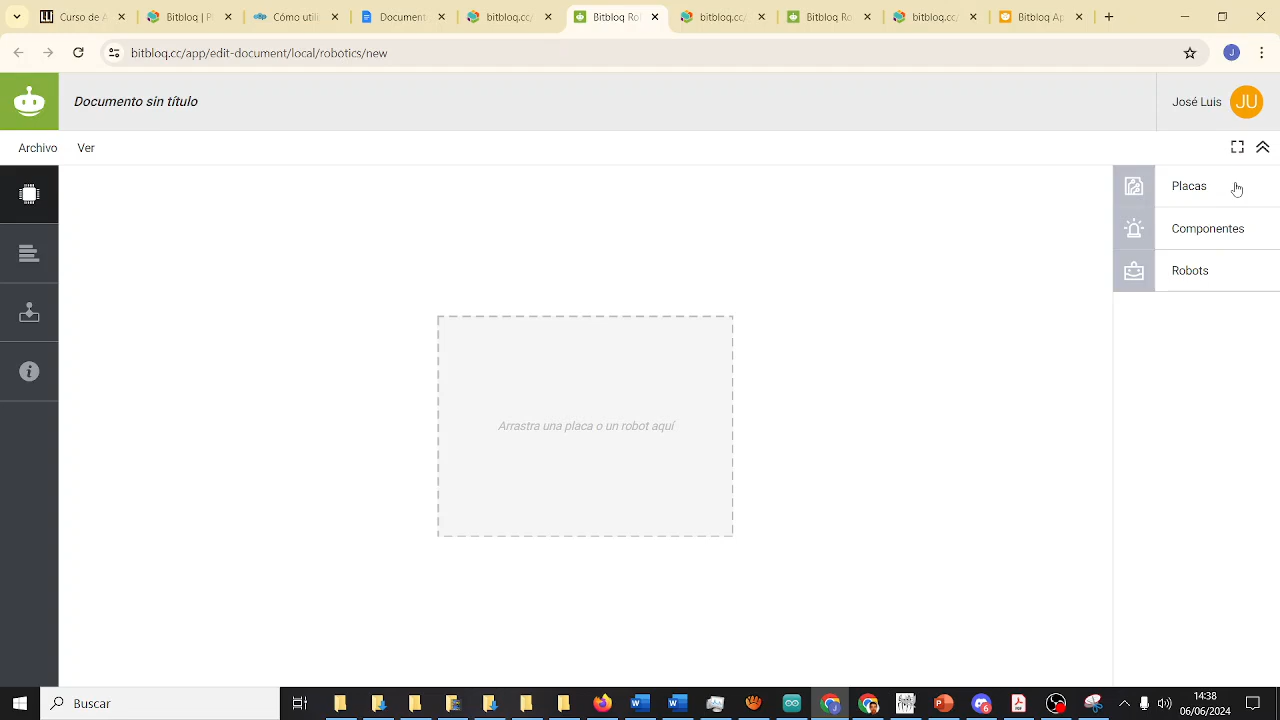 Curso A
Bitbloq P
Cómo util
Document
bitbloq.cc/
Bitbloq Ro
bitbloq.cc/
Bitbloq Ro
bitbloq.cc/
Bitbloq Ap
bitbloq.cc/app/edit-document/local/robotics/new
J
Documento sin título
José Luis
JU
Archivo
Ver
Placas
Componentes
Robots
Arrastra una placa o un robot aquí
Buscar
14:38
06/06/2024